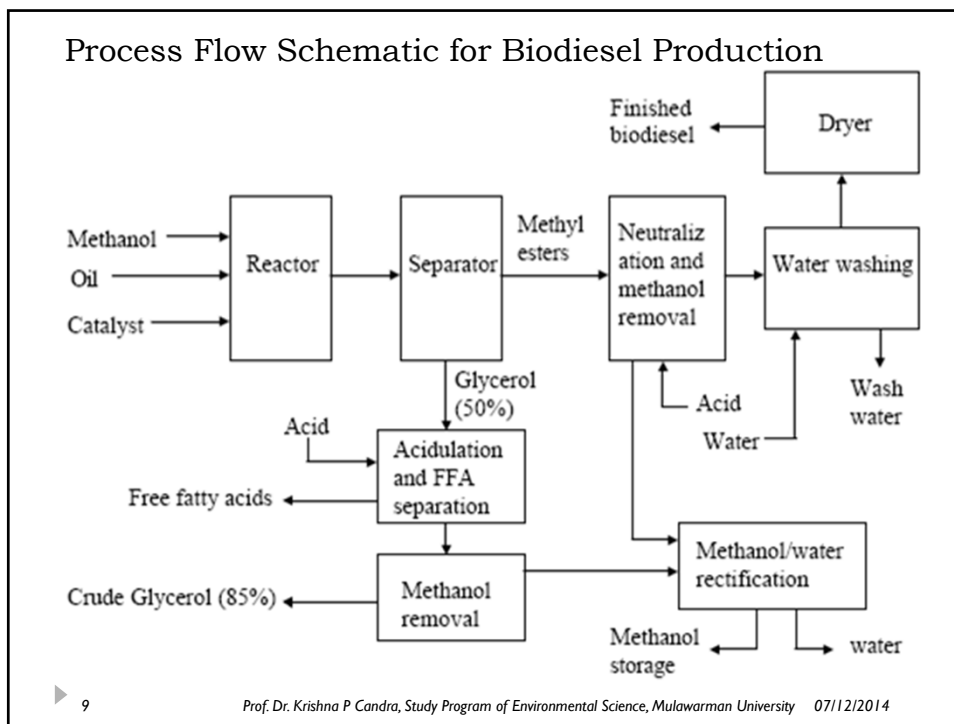 Process Flow Schematic for Biodiesel Production
Finished
biodiesel
Dryer
Methanol
Oil
Catalyst
Reactor
Separator
Methyl
esters
Neutraliz
ation and
methanol
removal
Water washing
Glycerol
(50%)
Acid
Water
Wash
water
Acid
Acidulation
and FFA
separation
Free fatty acids
Methanol/water
rectification
Crude Glycerol (85%)
Methanol
removal
Methanol
storage
water
9
Prof. Dr. Krishna P Candra, Study Program of Environmental Science, Mulawarman University 07/12/2014